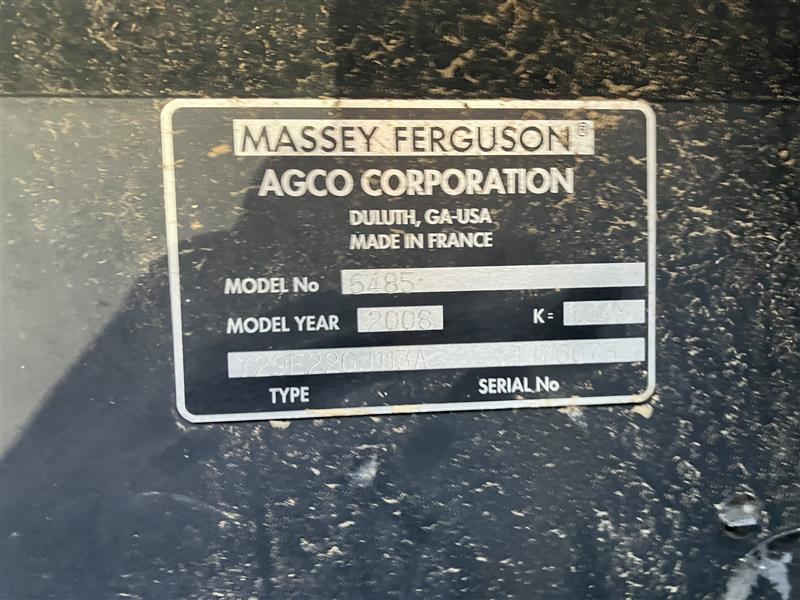 MASSEY FERGUSON®
AGCO CORPORATION
DULUTH, GA-USA
MADE IN FRANCE
MODEL No 6485
MODEL YEAR 2008 K=
TYPE SERIAL No